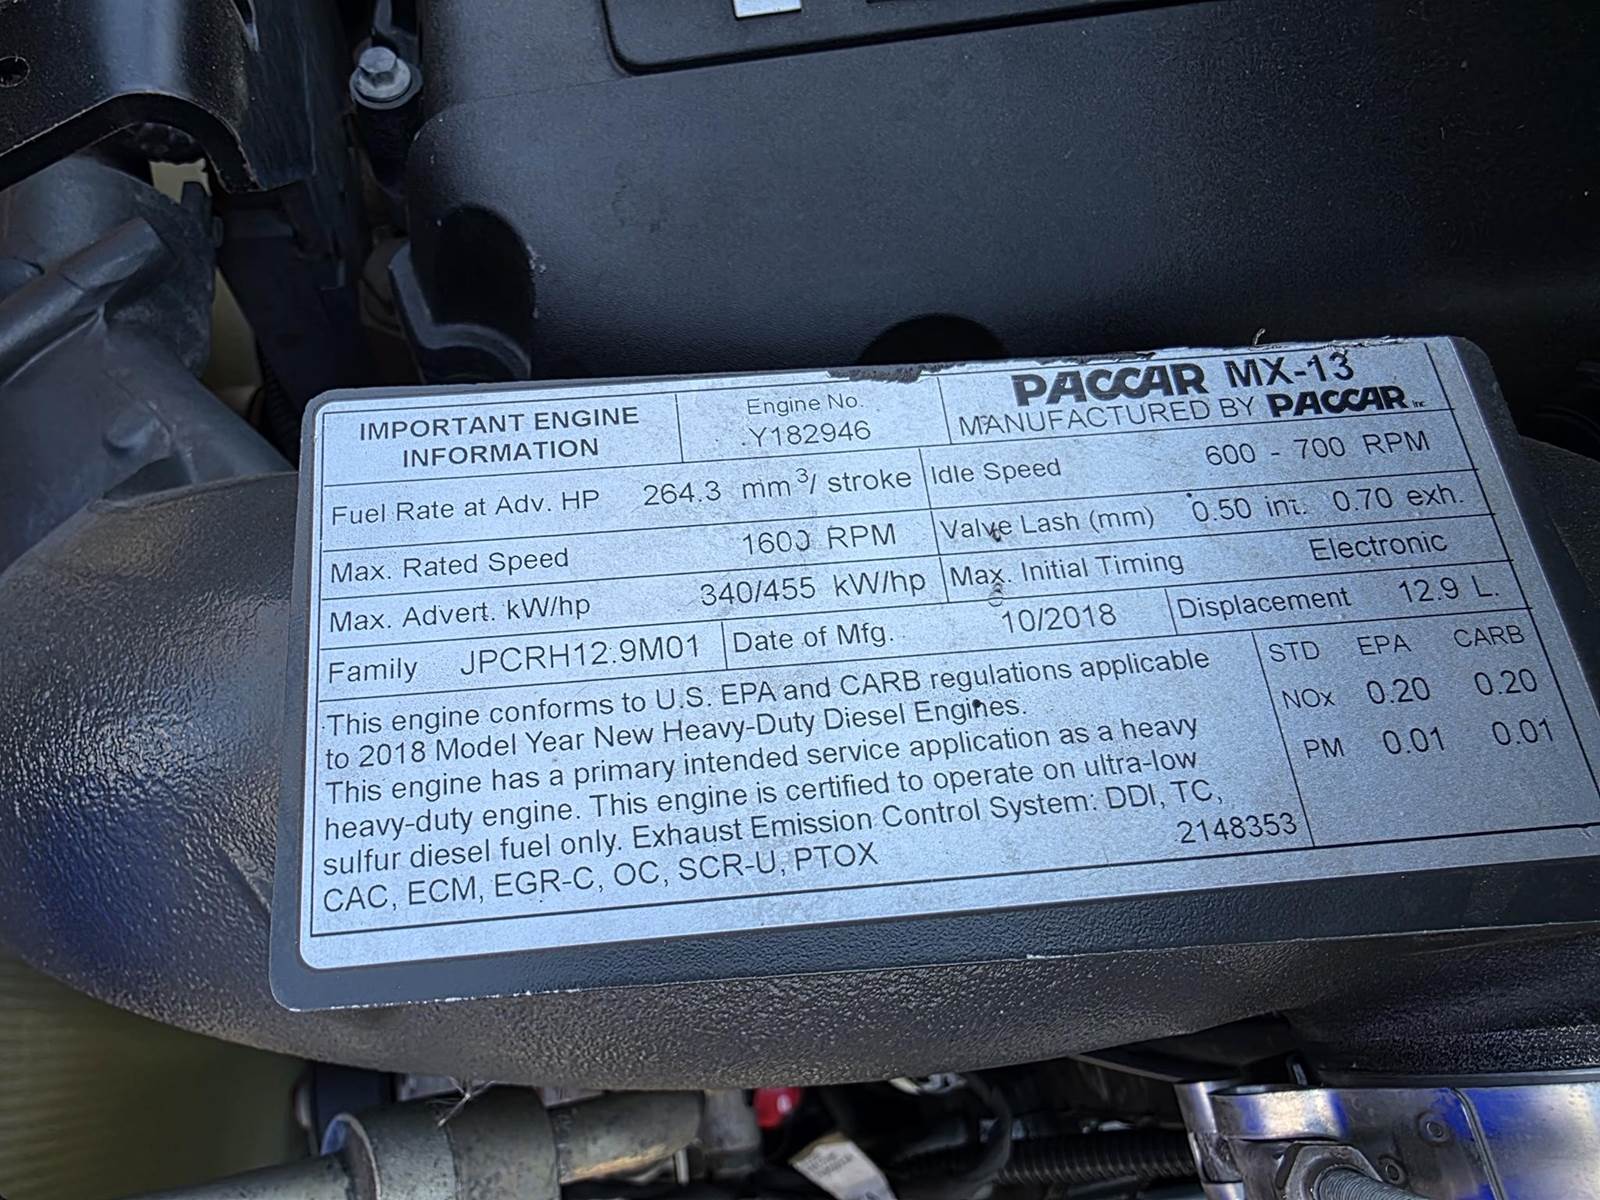 IMPORTANT ENGINE
INFORMATION
Engine No.
Y182946
PACCAR MX-13
MANUFACTURED BY PACCAR Inc
Fuel Rate at Adv. HP 264.3 mm³/ stroke
Idle Speed 600 - 700 RPM
Max. Rated Speed 1600 RPM
Valve Lash (mm) 0.50 int. 0.70 exh.
Max. Advert. kW/hp 340/455 kW/hp
Max. Initial Timing Electronic
Family JPCRH12.9M01
Date of Mfg. 10/2018
Displacement 12.9 L.
This engine conforms to U.S. EPA and CARB regulations applicable
to 2018 Model Year New Heavy-Duty Diesel Engines.
This engine has a primary intended service application as a heavy
heavy-duty engine. This engine is certified to operate on ultra-low
sulfur diesel fuel only. Exhaust Emission Control System: DDI, TC,
CAC, ECM, EGR-C, OC, SCR-U, PTOX
2148353
STD EPA CARB
NOx 0.20 0.20
PM 0.01 0.01